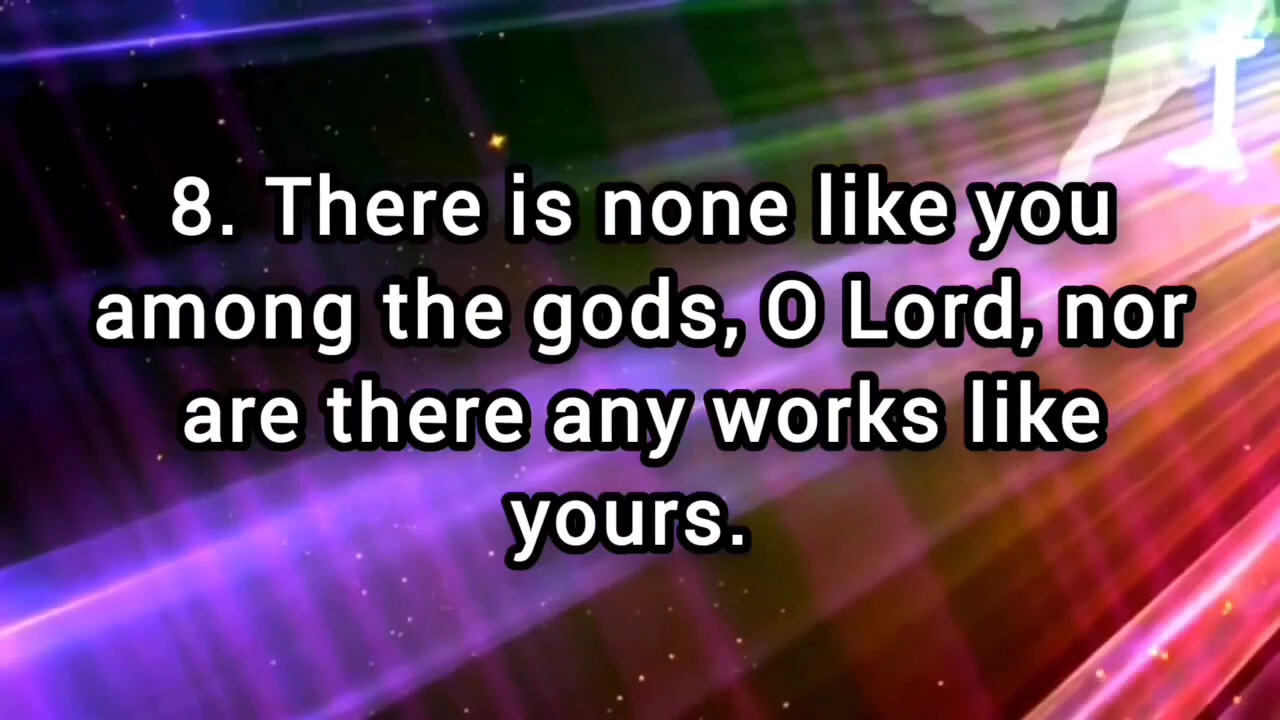 8. There is none like you
among the gods, O Lord, nor
are there any works like
yours.